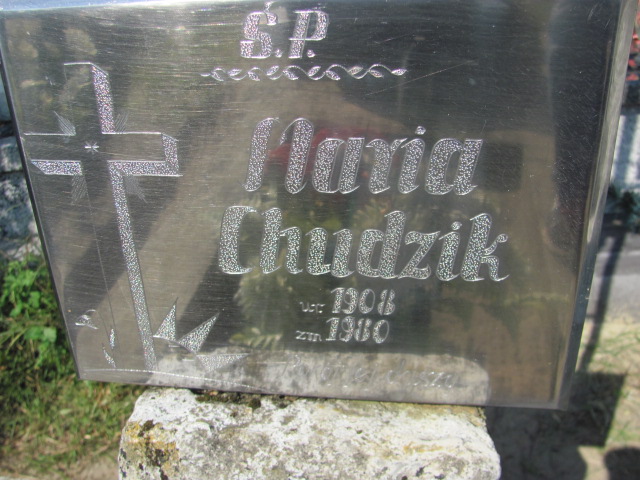 Ś.P.
Maria
Chudzik
ur 1908
zm 1980